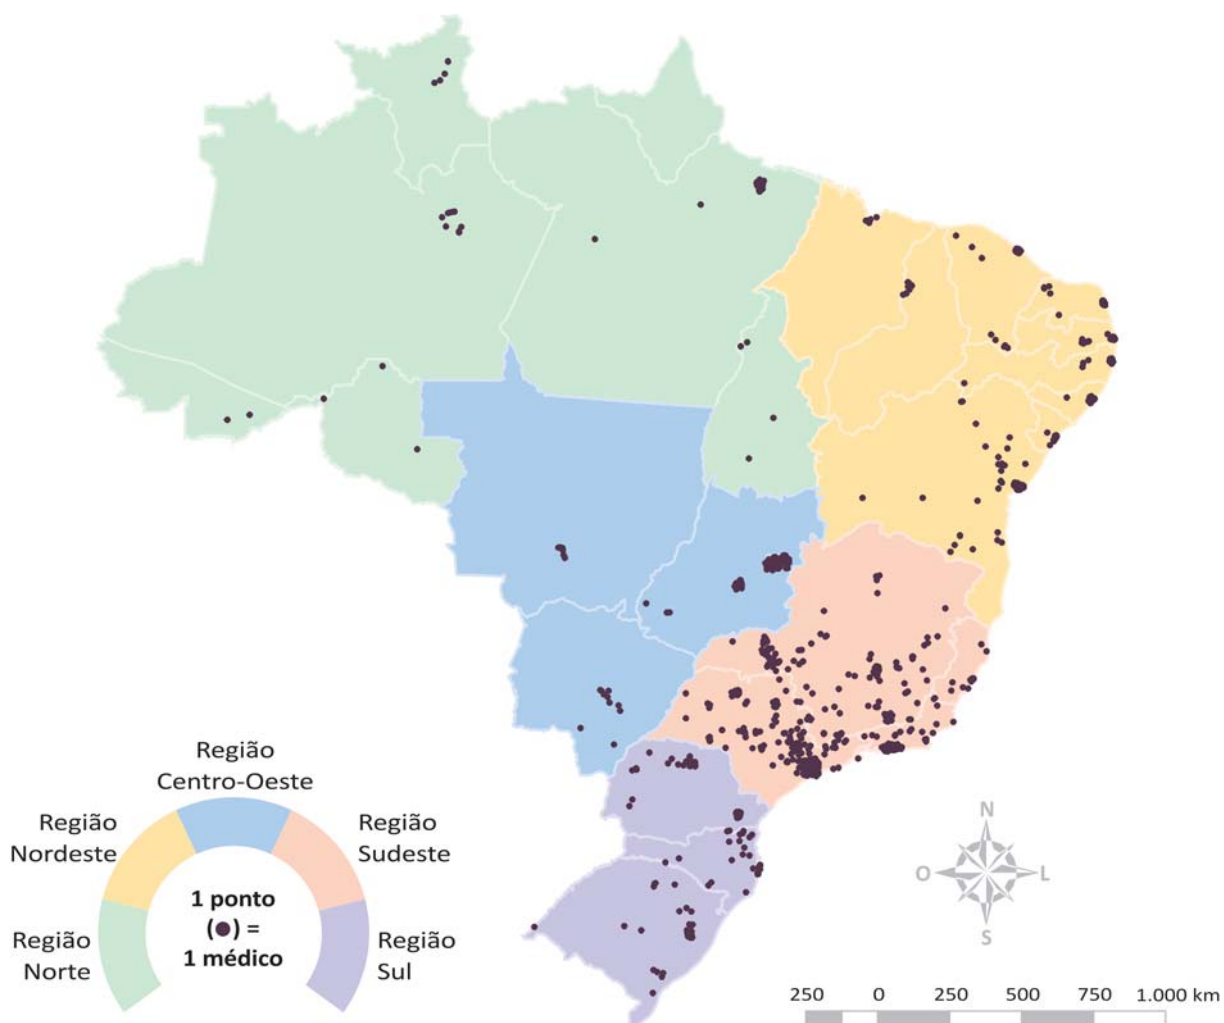 Região
Centro-Oeste
Região
Nordeste
Região
Sudeste
1 ponto
(●) =
1 médico
Região
Norte
Região
Sul
N
O
L
S
250 0 250 500 750 1.000 km